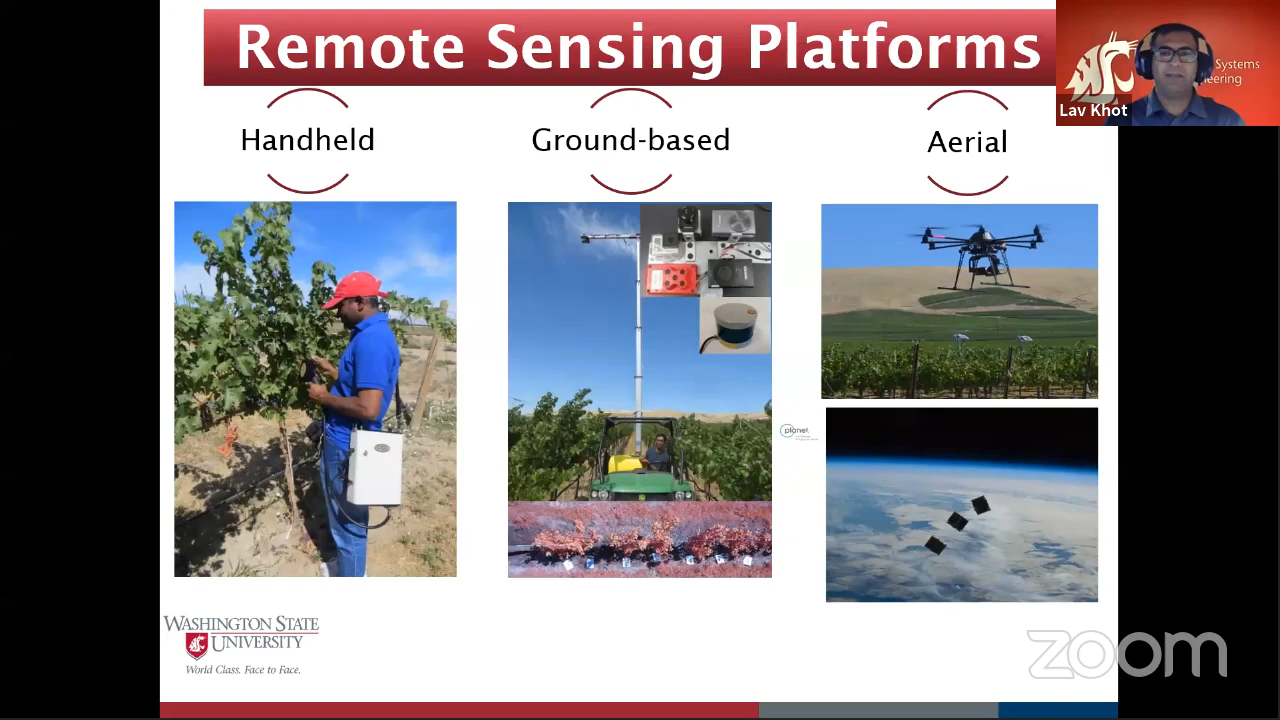 Remote Sensing Platforms
Systems
neering
Lav Khot
Handheld
Ground-based
Aerial
planet.
WASHINGTON STATE
UNIVERSITY
World Class. Face to Face.
zoom